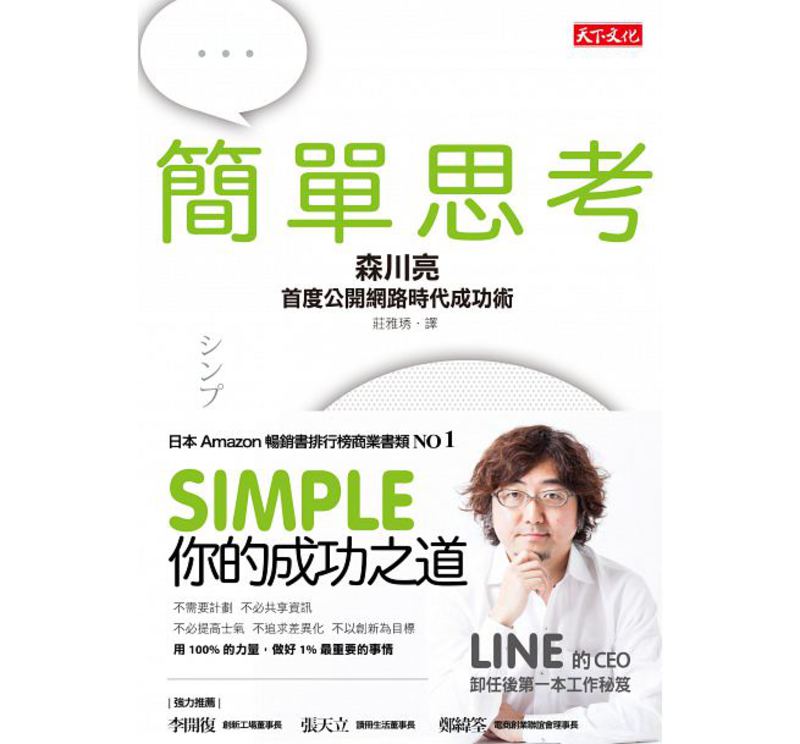 天下文化
簡單思考
森川亮
首度公開網路時代成功術
莊雅琇・譯
シンプ
日本 Amazon 暢銷書排行榜商業書類 NO 1
SIMPLE
你的成功之道
不需要計劃 不必共享資訊
不必提高士氣 不追求差異化 不以創新為目標
用 100% 的力量，做好 1% 最重要的事情
LINE 的 CEO
卸任後第一本工作秘笈
| 強力推薦 |
李開復 創新工場董事長 張天立 讀冊生活董事長 鄭緯筌 電商創業聯誼會理事長